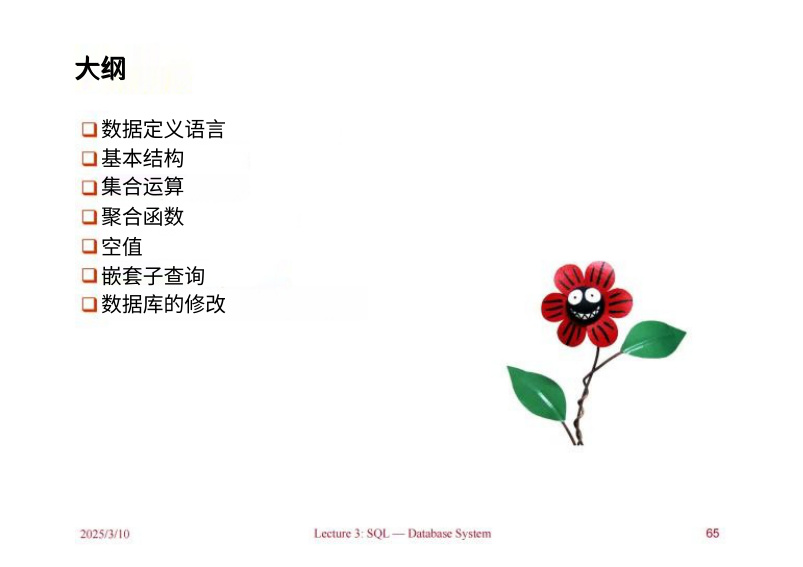 大纲
数据定义语言
基本结构
集合运算
聚合函数
空值
嵌套子查询
数据库的修改
2025/3/10 Lecture 3: SQL — Database System 65